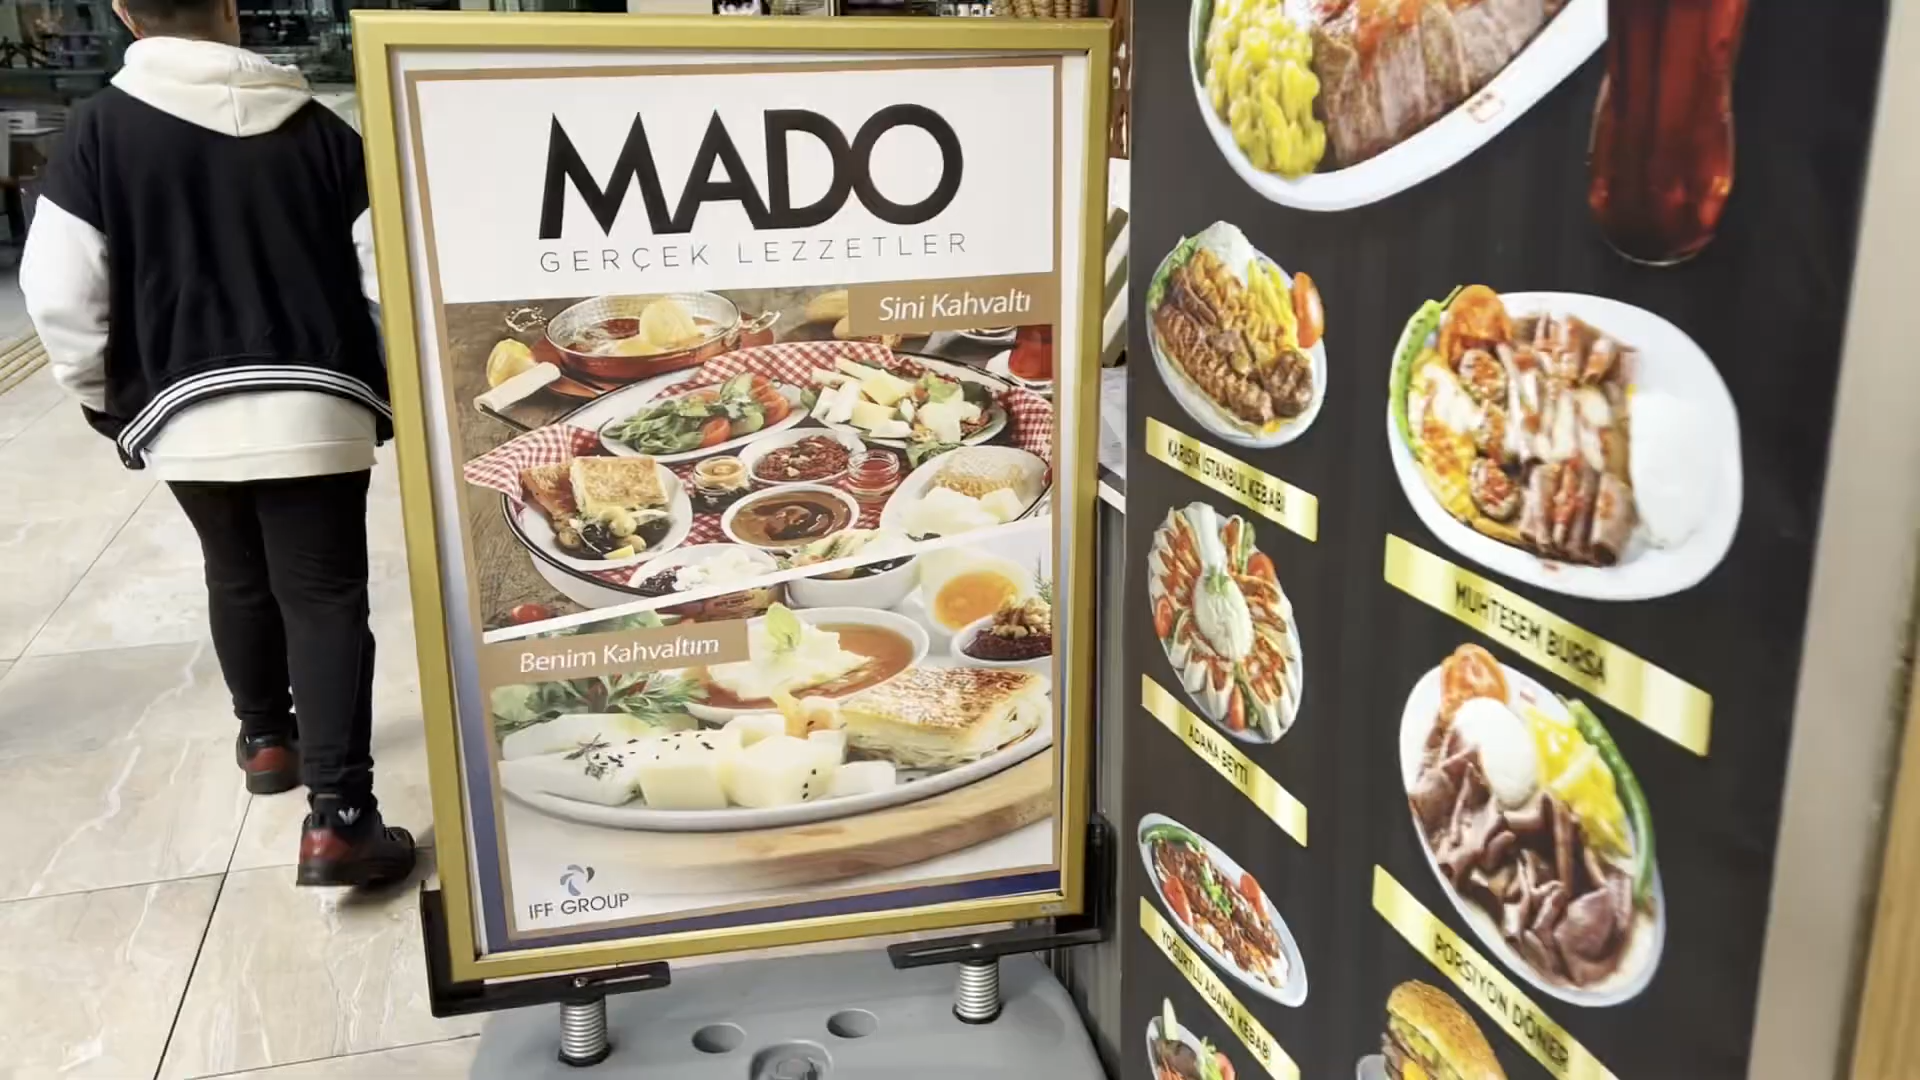 MADO
GERÇEK LEZZETLER
Sini Kahvaltı
Benim Kahvaltım
IFF GROUP
KARIŞIK İSTANBUL KEBABI
MUHTEŞEM BURSA
ADANA BEYTİ
PORSİYON DÖNER
YOĞURTLU ADANA KEBABI